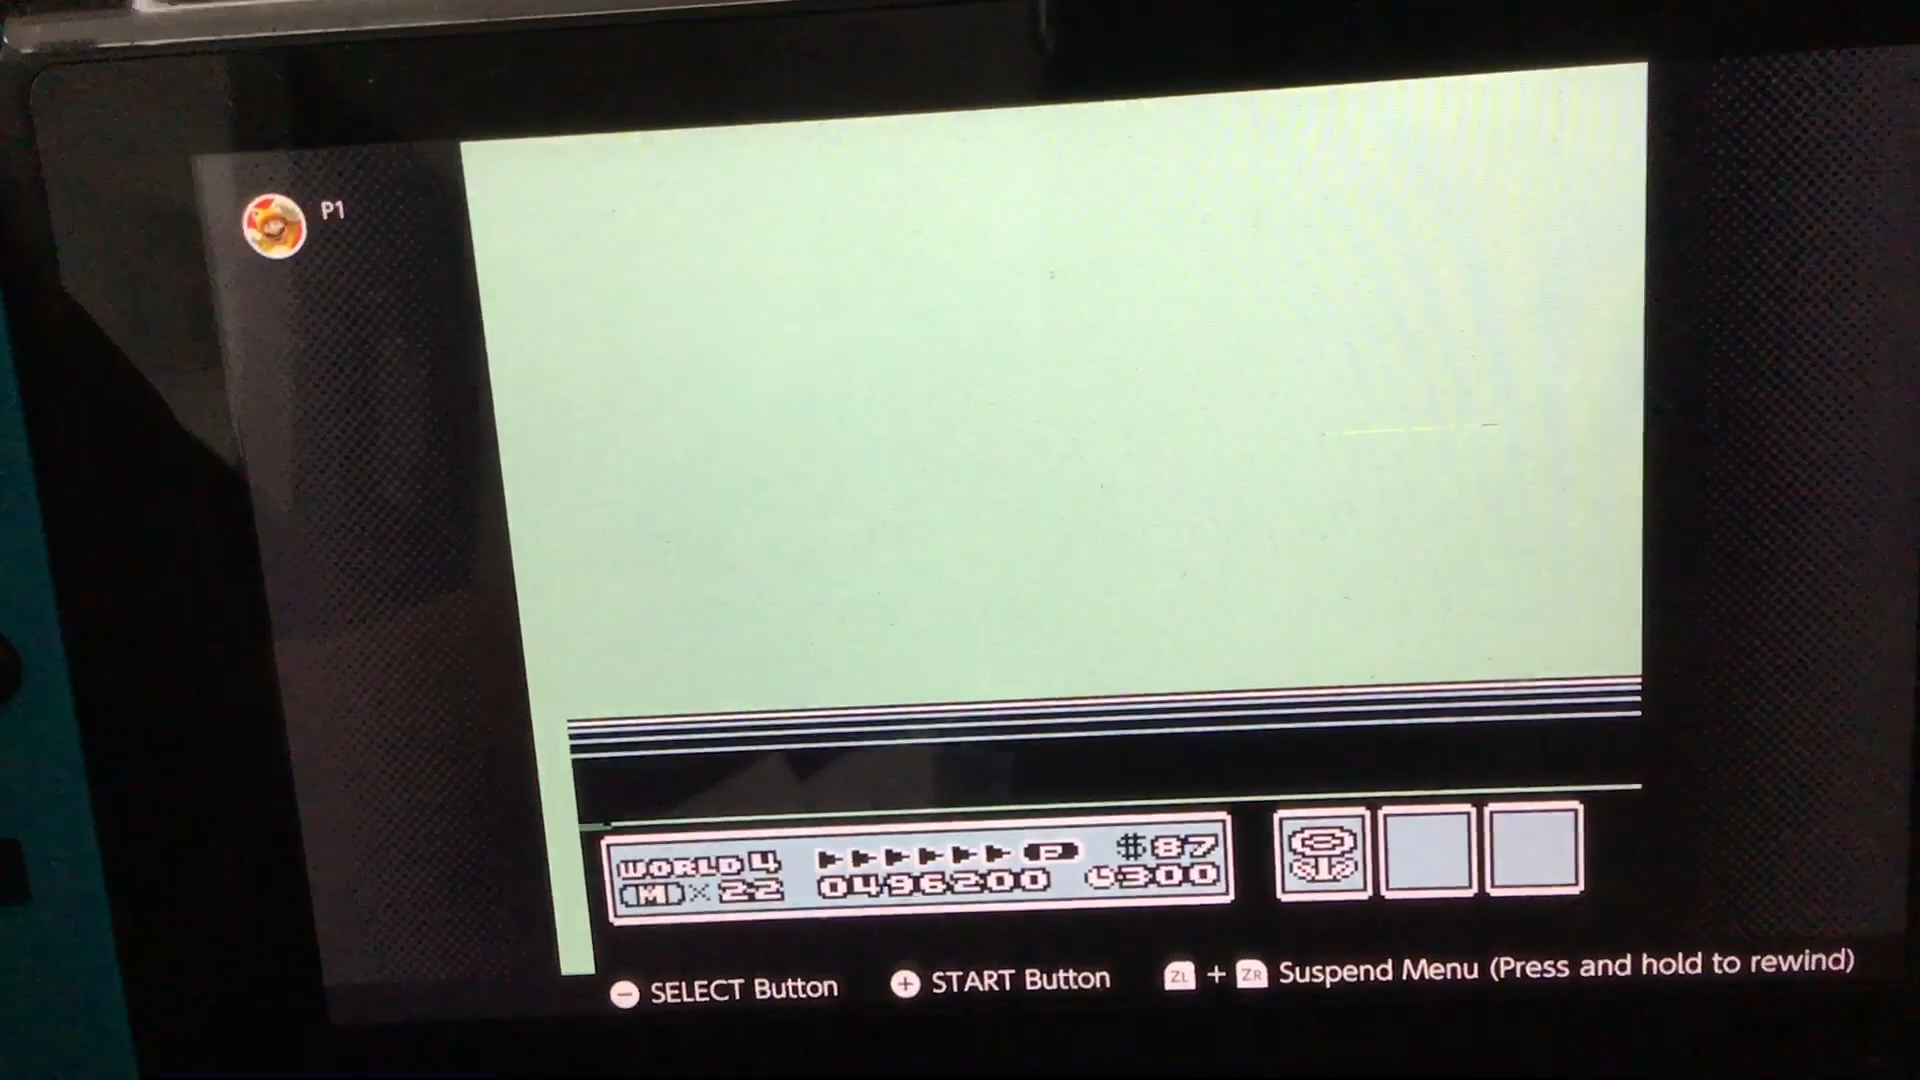 P1
WORLD 4 P $87
M × 22 0496200 300
SELECT Button START Button ZL + ZR Suspend Menu (Press and hold to rewind)